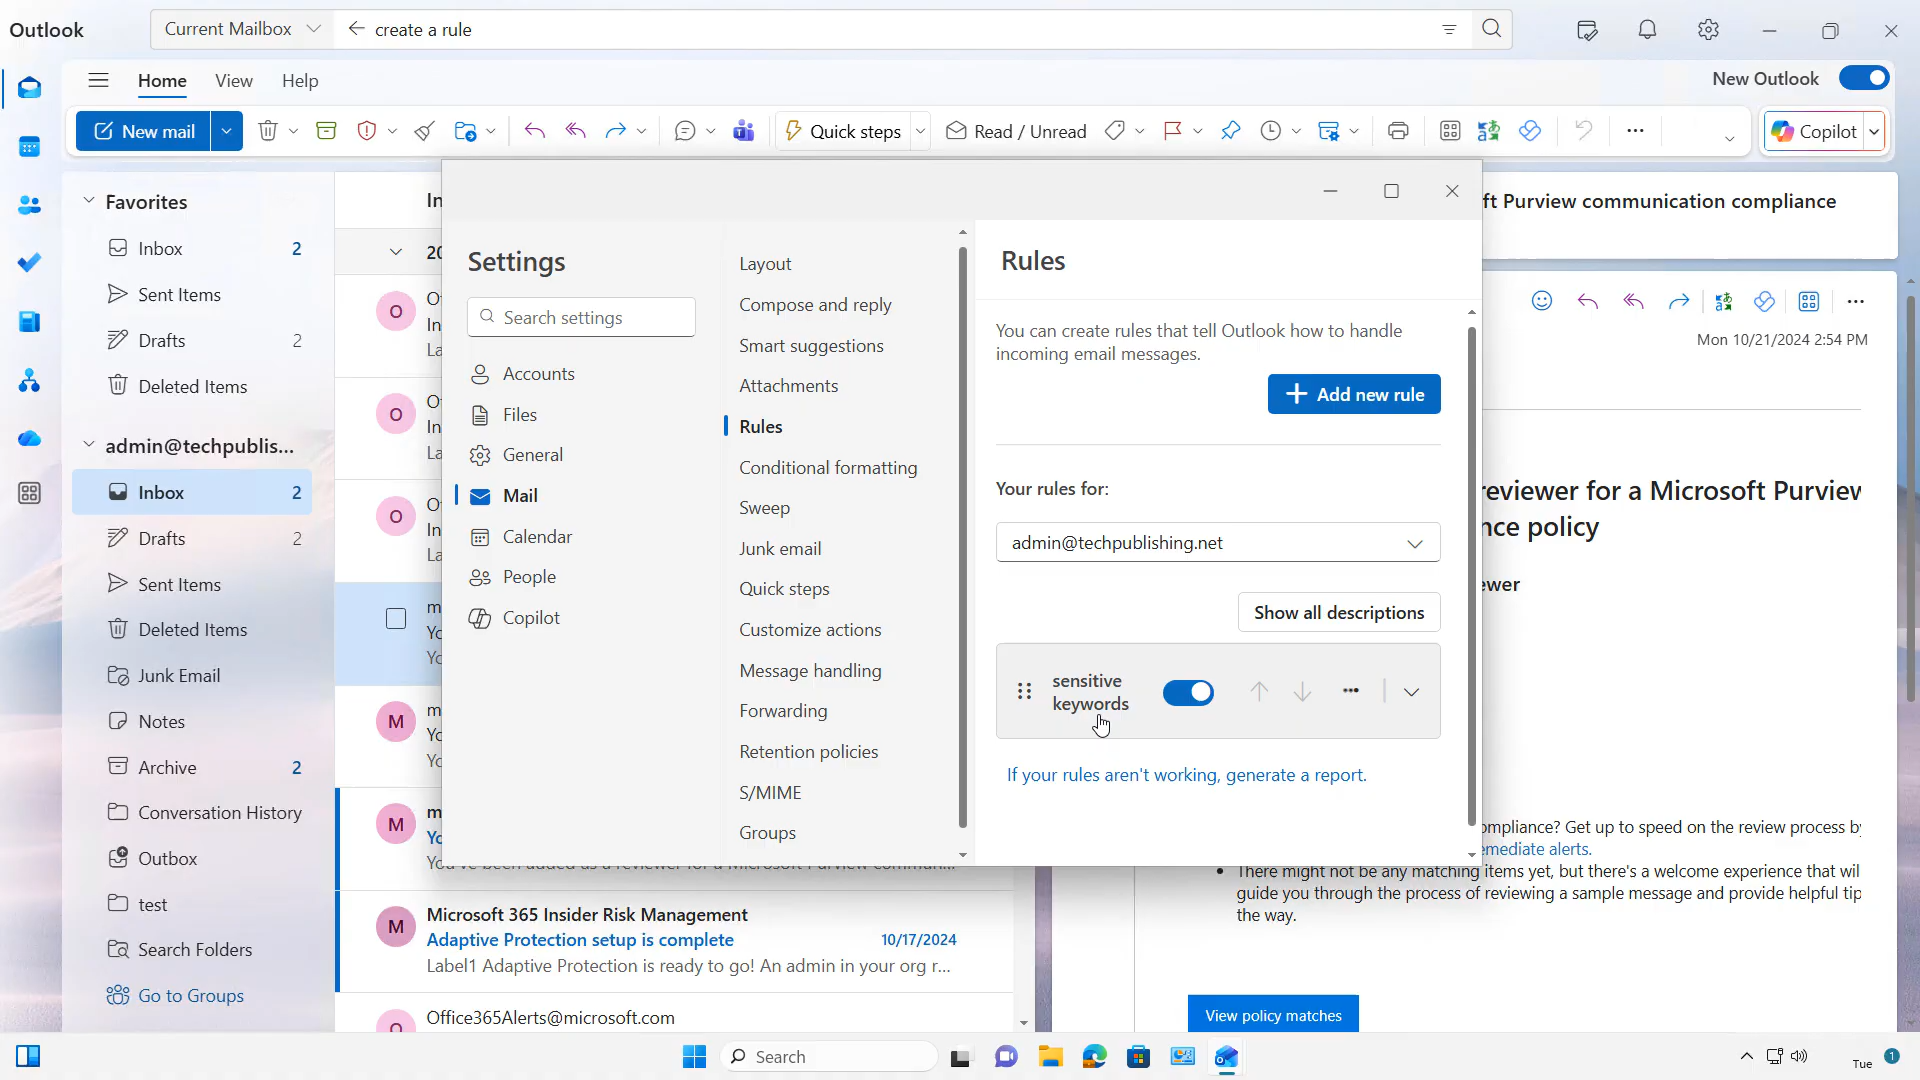 Outlook
Current Mailbox
create a rule
Home
View
Help
New Outlook
New mail
Quick steps
Read / Unread
Copilot
Favorites
Inbox 2
Sent Items
Drafts 2
Deleted Items
admin@techpublis...
Inbox 2
Drafts 2
Sent Items
Deleted Items
Junk Email
Notes
Archive 2
Conversation History
Outbox
test
Search Folders
Go to Groups
O
O
O
M
M
M
Microsoft 365 Insider Risk Management
Adaptive Protection setup is complete 10/17/2024
Label1 Adaptive Protection is ready to go! An admin in your org r...
Office365Alerts@microsoft.com
Settings
Search settings
Accounts
Files
General
Mail
Calendar
People
Copilot
Layout
Compose and reply
Smart suggestions
Attachments
Rules
Conditional formatting
Sweep
Junk email
Quick steps
Customize actions
Message handling
Forwarding
Retention policies
S/MIME
Groups
Rules
You can create rules that tell Outlook how to handle
incoming email messages.
Add new rule
Your rules for:
admin@techpublishing.net
Show all descriptions
sensitive
keywords
If your rules aren't working, generate a report.
Purview communication compliance
Mon 10/21/2024 2:54 PM
for a Microsoft Purview
policy
compliance? Get up to speed on the review process by
alerts.
There might not be any matching items yet, but there's a welcome experience that will
guide you through the process of reviewing a sample message and provide helpful tip
the way.
View policy matches
Search
Tue
1